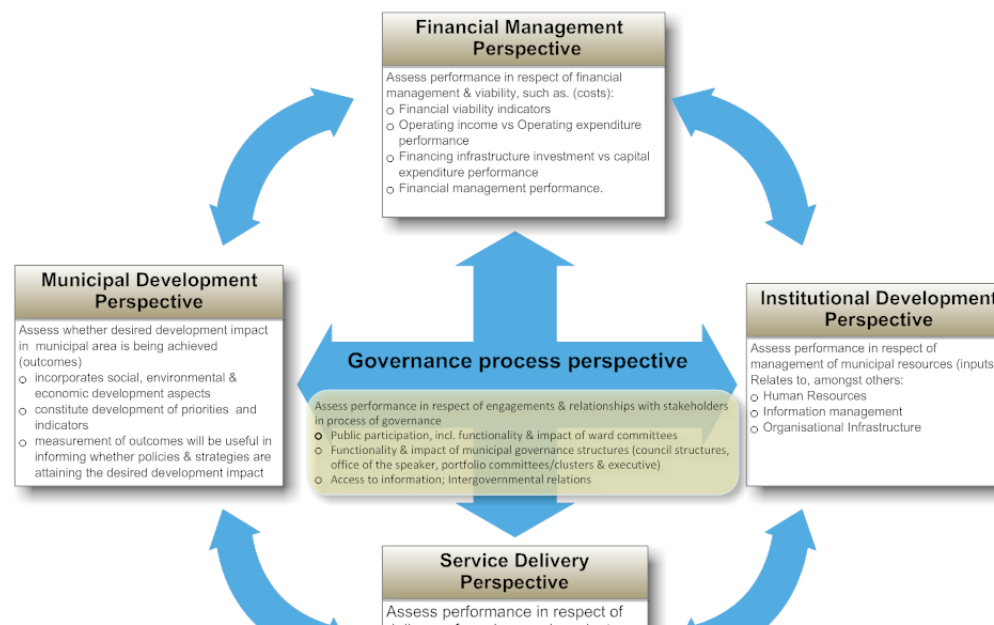 Financial Management
Perspective
Assess performance in respect of financial
management & viability, such as. (costs):
o Financial viability indicators
o Operating income vs Operating expenditure
performance
o Financing infrastructure investment vs capital
expenditure performance
o Financial management performance.
Municipal Development
Perspective
Assess whether desired development impact
in municipal area is being achieved
(outcomes)
o incorporates social, environmental &
economic development aspects
o constitute development of priorities and
indicators
o measurement of outcomes will be useful in
informing whether policies & strategies are
attaining the desired development impact
Governance process perspective
Assess performance in respect of engagements & relationships with stakeholders
in process of governance
o Public participation, incl. functionality & impact of ward committees
o Functionality & impact of municipal governance structures (council structures,
office of the speaker, portfolio committees/clusters & executive)
o Access to information; Intergovernmental relations
Institutional Development
Perspective
Assess performance in respect of
management of municipal resources (inputs
Relates to, amongst others:
o Human Resources
o Information management
o Organisational Infrastructure
Service Delivery
Perspective
Assess performance in respect of